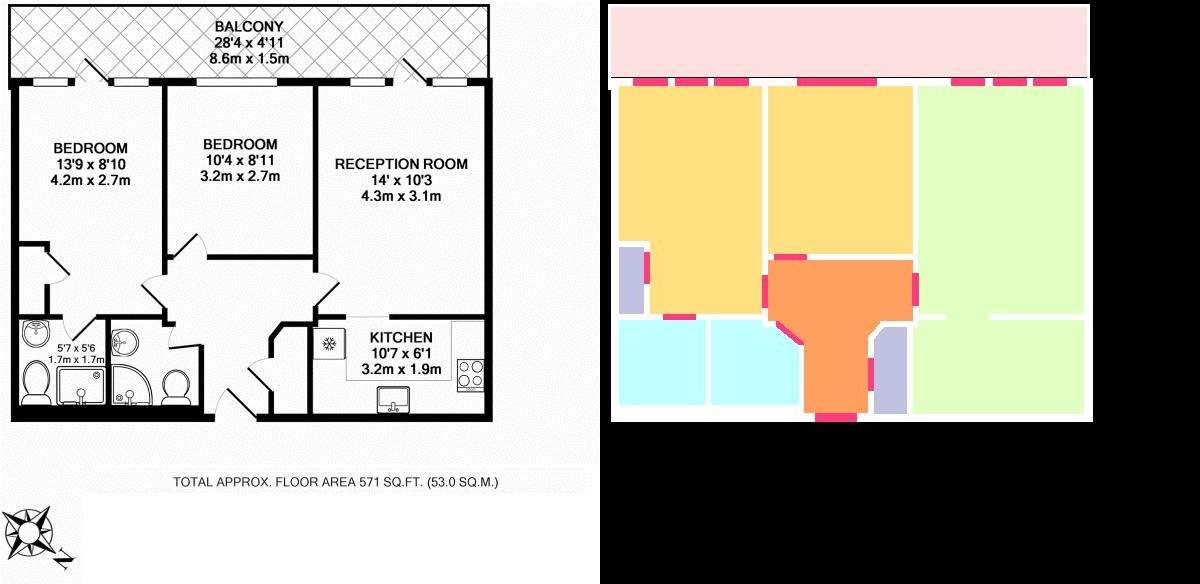 BALCONY
28'4 x 4'11
8.6m x 1.5m
BEDROOM
13'9 x 8'10
4.2m x 2.7m
BEDROOM
10'4 x 8'11
3.2m x 2.7m
RECEPTION ROOM
14' x 10'3
4.3m x 3.1m
5'7 x 5'6
1.7m x 1.7m
KITCHEN
10'7 x 6'1
3.2m x 1.9m
TOTAL APPROX. FLOOR AREA 571 SQ.FT. (53.0 SQ.M.)
N